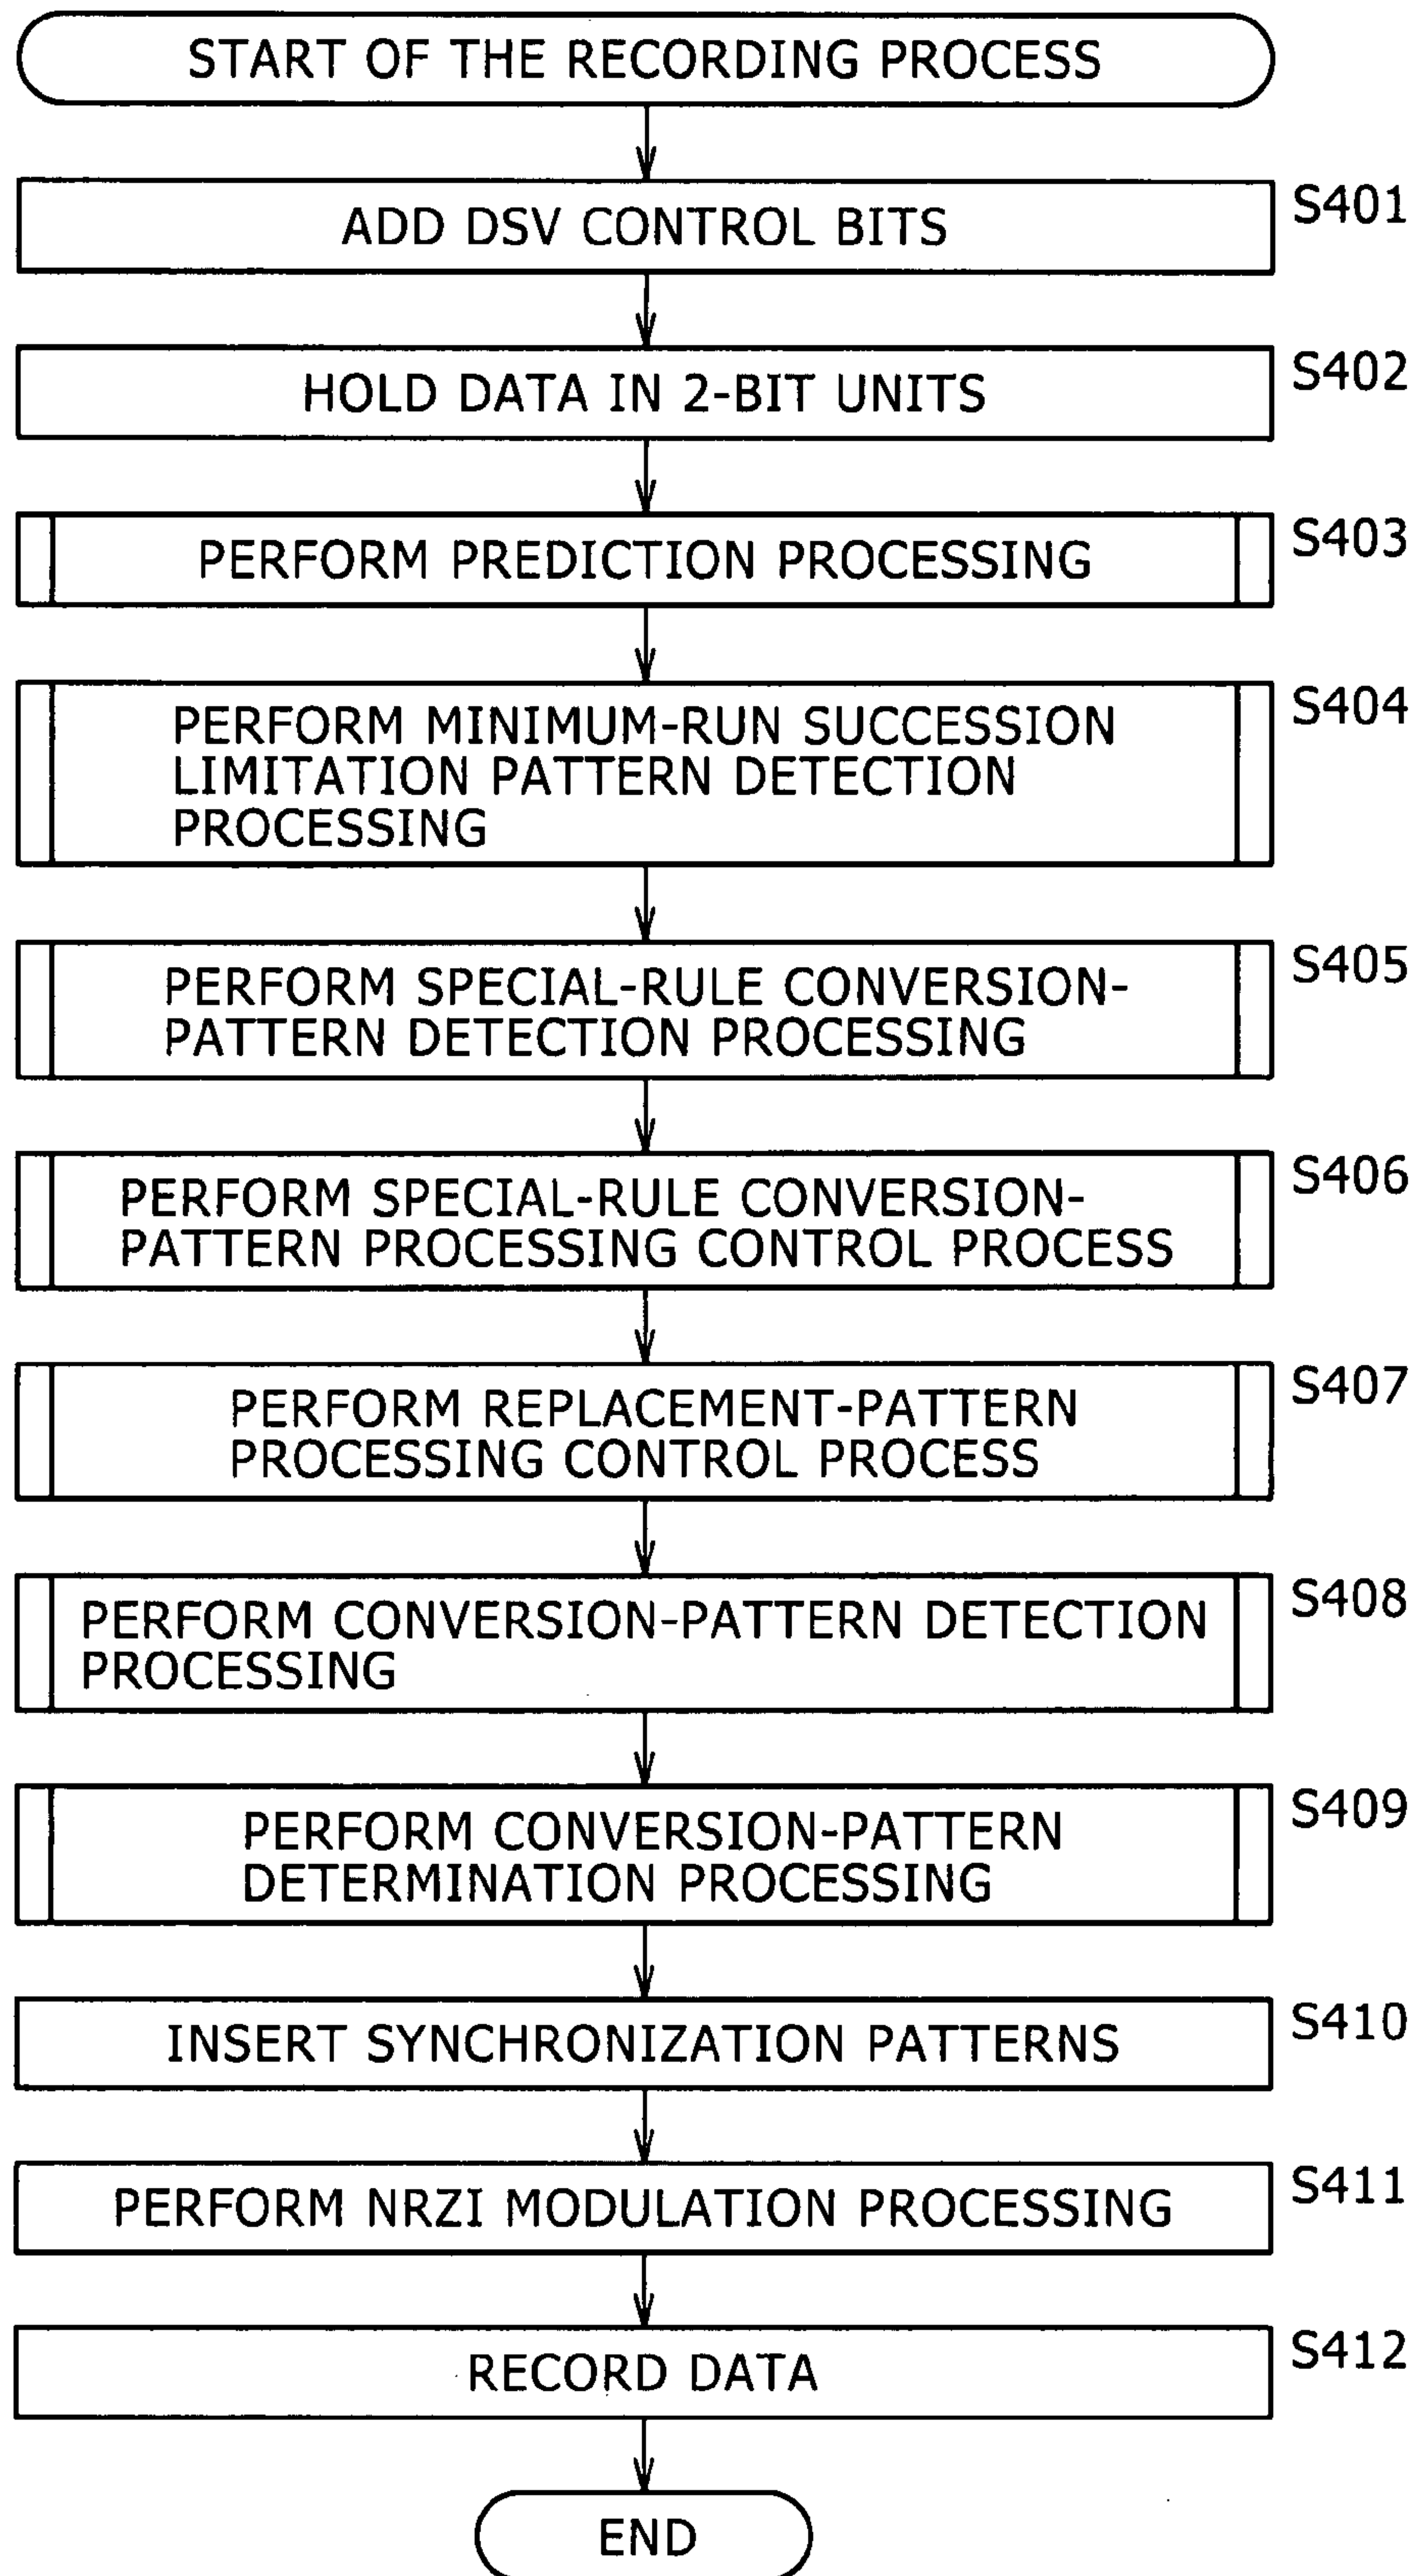 START OF THE RECORDING PROCESS
ADD DSV CONTROL BITS
S401
HOLD DATA IN 2-BIT UNITS
S402
PERFORM PREDICTION PROCESSING
S403
PERFORM MINIMUM-RUN SUCCESSION
LIMITATION PATTERN DETECTION
PROCESSING
S404
PERFORM SPECIAL-RULE CONVERSION-
PATTERN DETECTION PROCESSING
S405
PERFORM SPECIAL-RULE CONVERSION-
PATTERN PROCESSING CONTROL PROCESS
S406
PERFORM REPLACEMENT-PATTERN
PROCESSING CONTROL PROCESS
S407
PERFORM CONVERSION-PATTERN DETECTION
PROCESSING
S408
PERFORM CONVERSION-PATTERN
DETERMINATION PROCESSING
S409
INSERT SYNCHRONIZATION PATTERNS
S410
PERFORM NRZI MODULATION PROCESSING
S411
RECORD DATA
S412
END